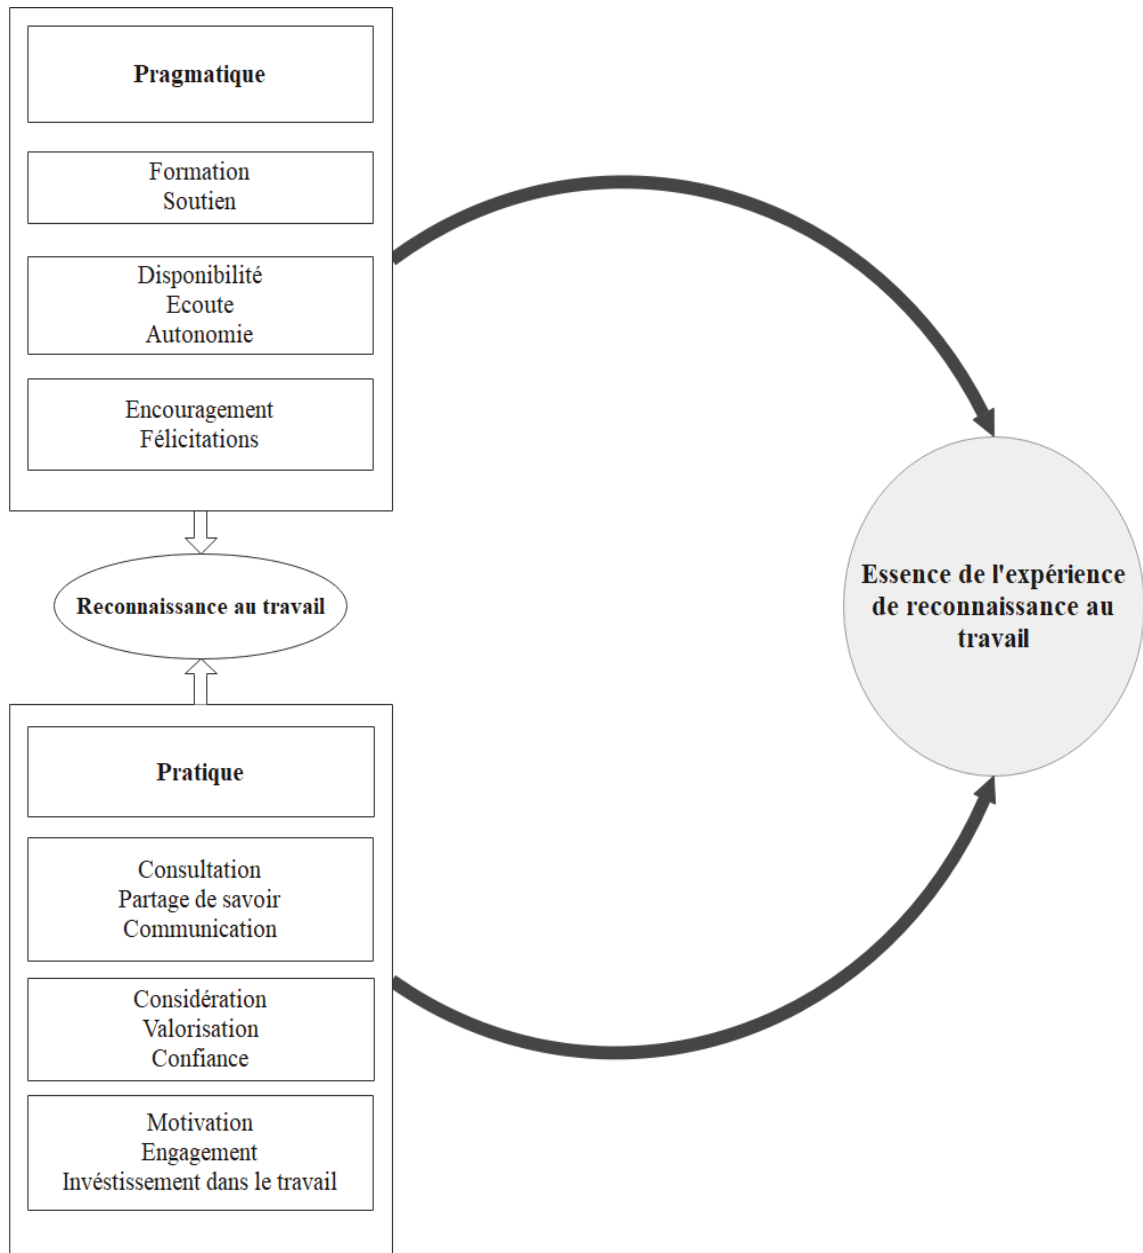 Pragmatique
Formation
Soutien
Disponibilité
Ecoute
Autonomie
Encouragement
Félicitations
Reconnaissance au travail
Essence de l'expérience
de reconnaissance au
travail
Pratique
Consultation
Partage de savoir
Communication
Considération
Valorisation
Confiance
Motivation
Engagement
Invéstissement dans le travail